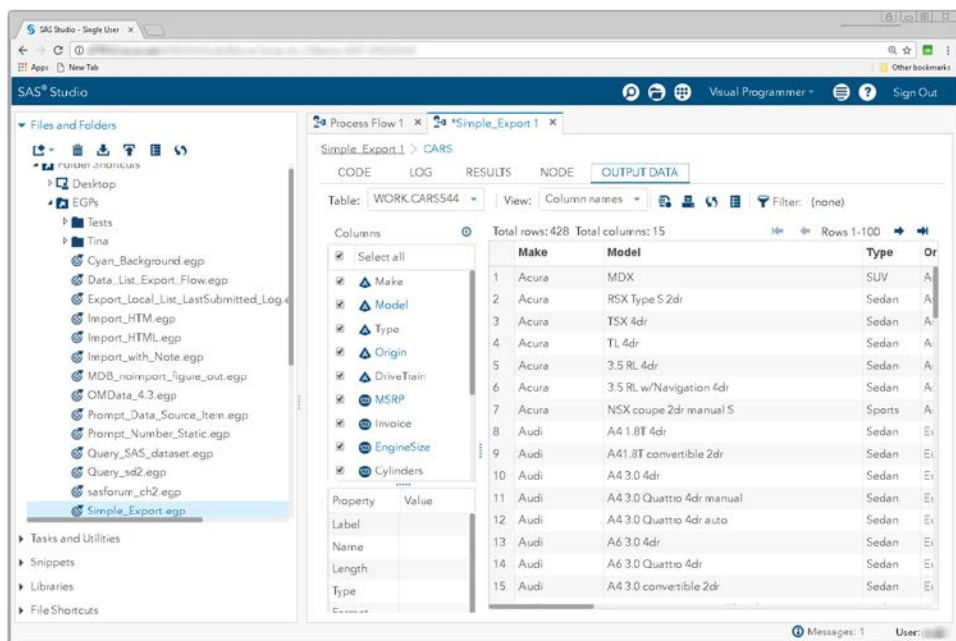 SAS Studio - Single User
Apps New Tab Other bookmarks
SAS® Studio Visual Programmer Sign Out
Files and Folders
Folder Shortcuts
Desktop
EGPs
Tests
Tina
Cyan_Background.egp
Data_List_Export_Flow.egp
Export_Local_List_LastSubmitted_Log.e
Import_HTM.egp
Import_HTML.egp
Import_with_Note.egp
MDB_noimport_figure_out.egp
OMData_4.3.egp
Prompt_Data_Source_Item.egp
Prompt_Number_Static.egp
Query_SAS_dataset.egp
Query_sd2.egp
sasforum_ch2.egp
Simple_Export.egp
Tasks and Utilities
Snippets
Libraries
File Shortcuts
Process Flow 1 *Simple_Export 1
Simple_Export 1 > CARS
CODE LOG RESULTS NODE OUTPUT DATA
Table: WORK.CARS544 View: Column names Filter: (none)
Columns
Select all
Make
Model
Type
Origin
DriveTrain
MSRP
Invoice
EngineSize
Cylinders
Property Value
Label
Name
Length
Type
Format
Total rows: 428 Total columns: 15 Rows 1-100
Make Model Type Or
1 Acura MDX SUV A
2 Acura RSX Type S 2dr Sedan A
3 Acura TSX 4dr Sedan A
4 Acura TL 4dr Sedan A
5 Acura 3.5 RL 4dr Sedan A
6 Acura 3.5 RL w/Navigation 4dr Sedan A
7 Acura NSX coupe 2dr manual S Sports A
8 Audi A4 1.8T 4dr Sedan E
9 Audi A41.8T convertible 2dr Sedan E
10 Audi A4 3.0 4dr Sedan E
11 Audi A4 3.0 Quattro 4dr manual Sedan E
12 Audi A4 3.0 Quattro 4dr auto Sedan E
13 Audi A6 3.0 4dr Sedan E
14 Audi A6 3.0 Quattro 4dr Sedan E
15 Audi A4 3.0 convertible 2dr Sedan E
Messages: 1 User: